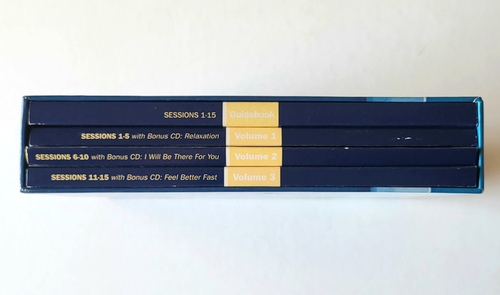 SESSIONS 1-15 Guidebook
SESSIONS 1-5 with Bonus CD: Relaxation Volume 1
SESSIONS 6-10 with Bonus CD: I Will Be There For You Volume 2
SESSIONS 11-15 with Bonus CD: Feel Better Fast Volume 3